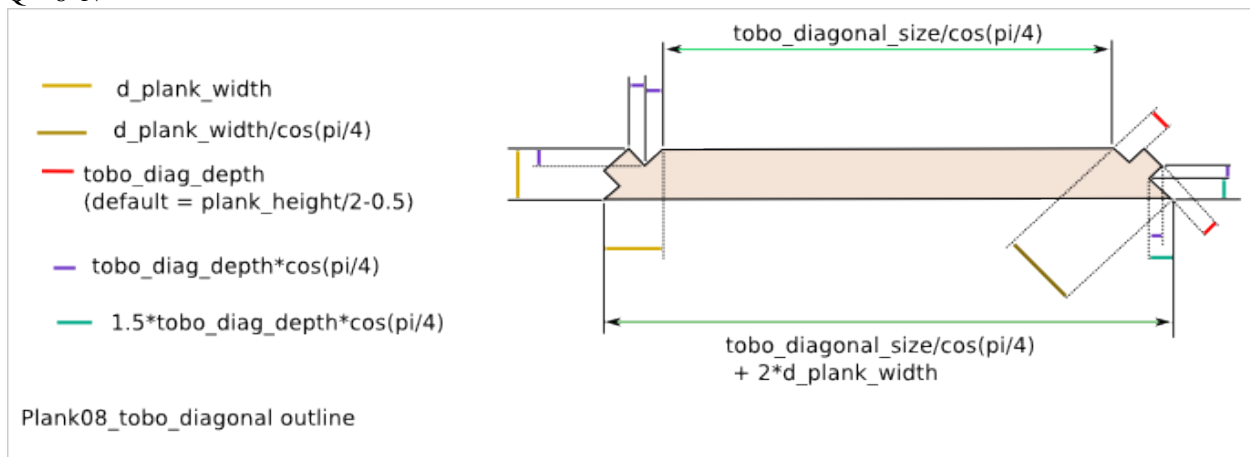 tobo_diagonal_size/cos(pi/4)
d_plank_width
d_plank_width/cos(pi/4)
tobo_diag_depth
(default = plank_height/2-0.5)
tobo_diag_depth*cos(pi/4)
1.5*tobo_diag_depth*cos(pi/4)
tobo_diagonal_size/cos(pi/4)
+ 2*d_plank_width
Plank08_tobo_diagonal outline